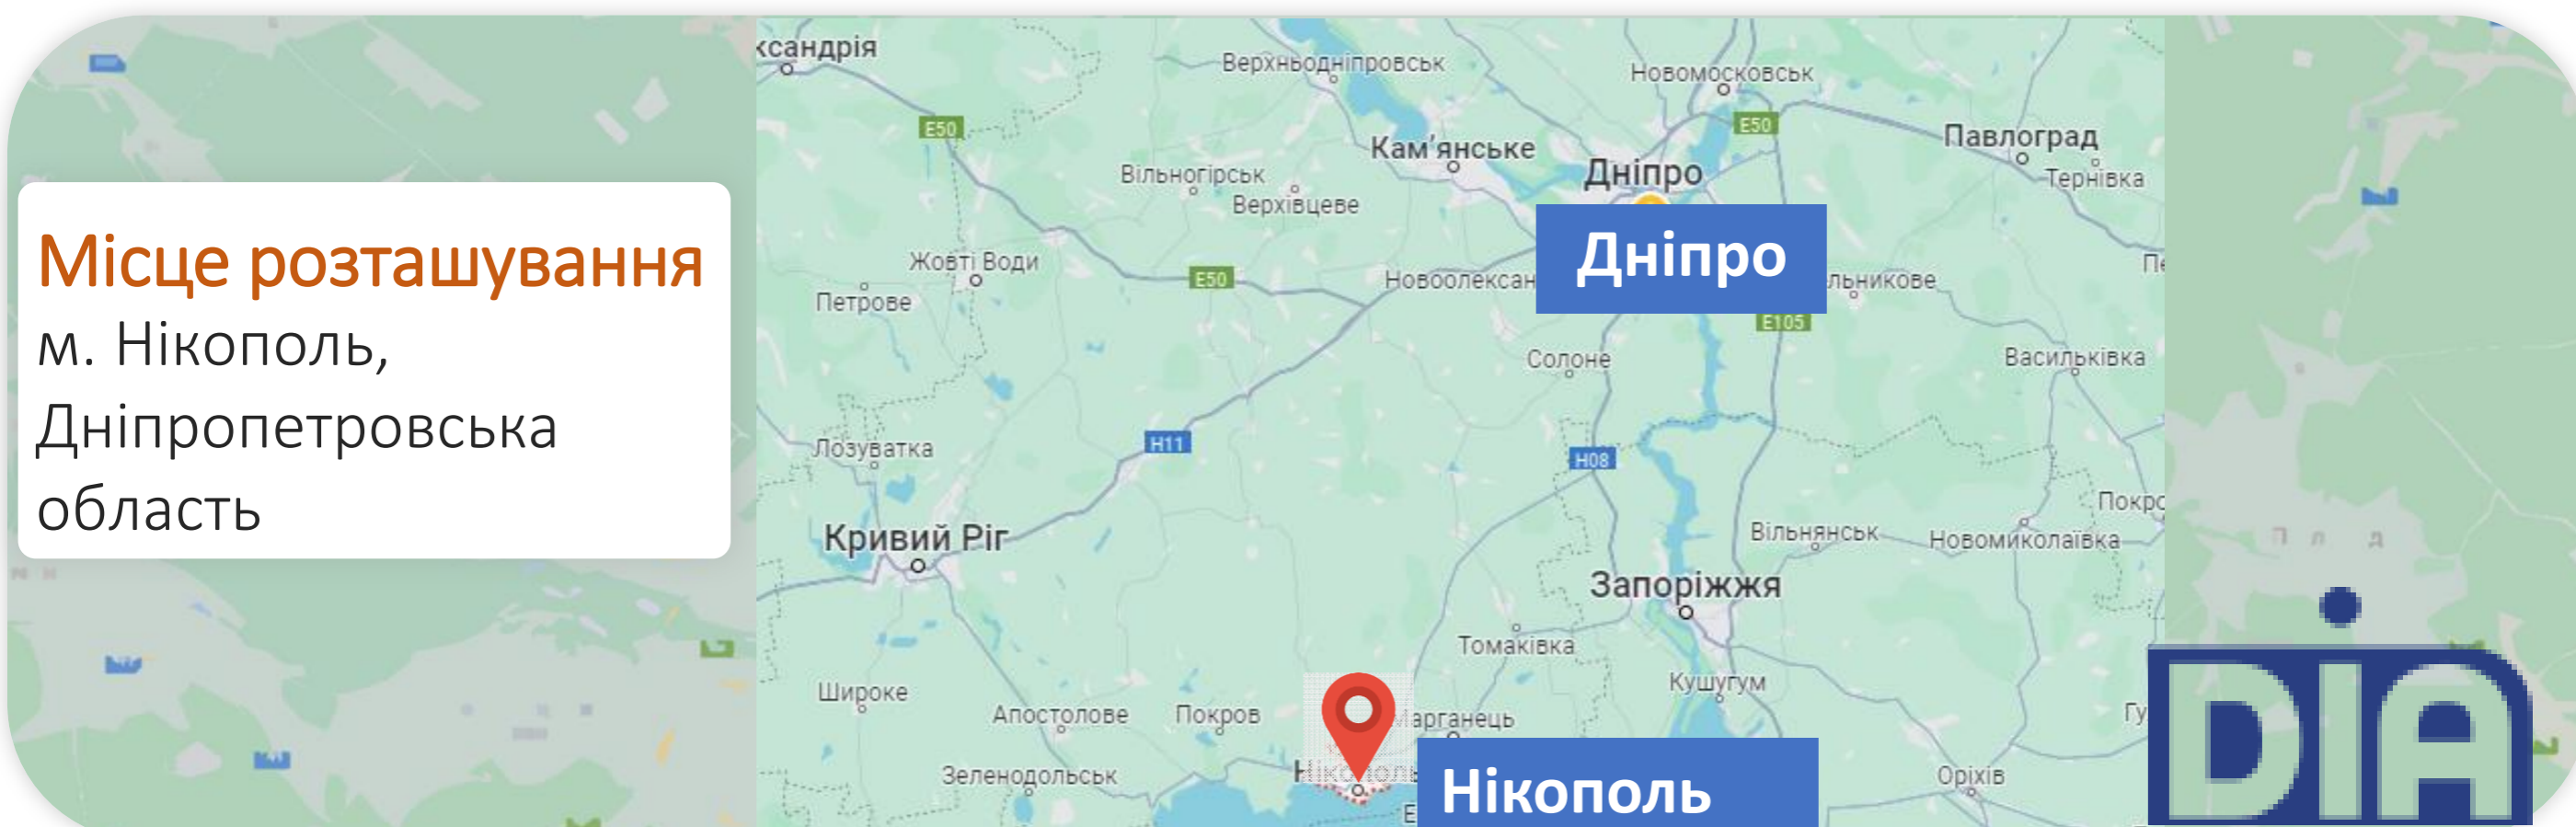 Місце розташування
м. Нікополь,
Дніпропетровська
область
ксандрія
Верхньодніпровськ
Новомосковськ
E50
E50
Кам'янське
Павлоград
Вільногірськ
Дніпро
Тернівка
Верхівцеве
Дніпро
Жовті Води
E50
Новоолексан
льникове
Петрове
E105
Солоне
Васильківка
Лозуватка
H11
H08
Покро
Кривий Ріг
Вільнянськ
Новомиколаївка
П Л Д
Запоріжжя
Томаківка
Широке
Кушугум
Апостолове
Покров
арганець
Гу
Зеленодольськ
Нікополь
Нікополь
Оріхів
DIA